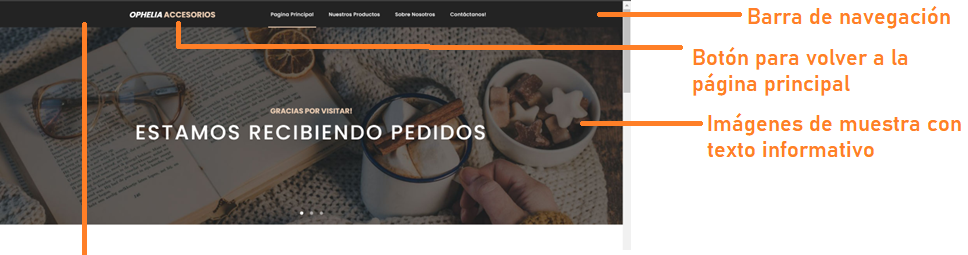 OPHELIA ACCESORIOS
Pagina Principal Nuestros Productos Sobre Nosotros Contáctanos!
Barra de navegación
Botón para volver a la
página principal
GRACIAS POR VISITAR!
ESTAMOS RECIBIENDO PEDIDOS
Imágenes de muestra con
texto informativo